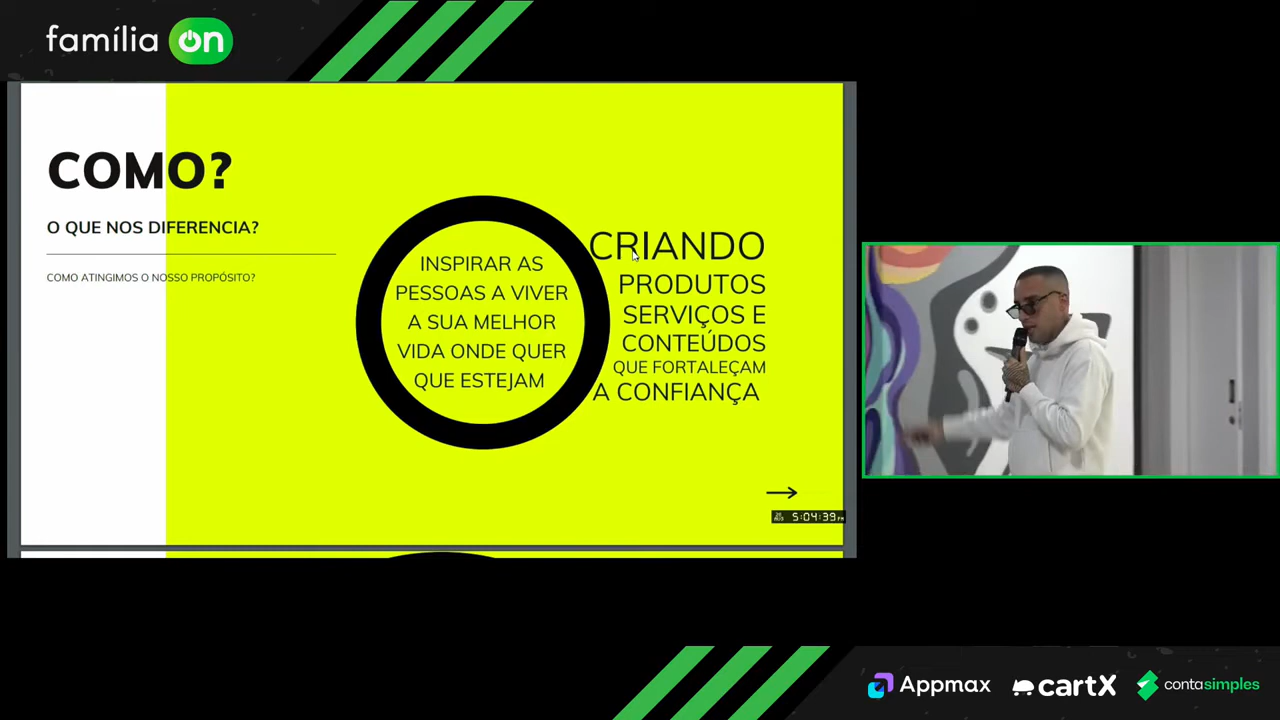 família on
COMO?
O QUE NOS DIFERENCIA?
COMO ATINGIMOS O NOSSO PROPÓSITO?
INSPIRAR AS
PESSOAS A VIVER
A SUA MELHOR
VIDA ONDE QUER
QUE ESTEJAM
CRIANDO
PRODUTOS
SERVIÇOS E
CONTEÚDOS
QUE FORTALEÇAM
A CONFIANÇA
5:04:39 PM
Appmax
cartX
contasimples